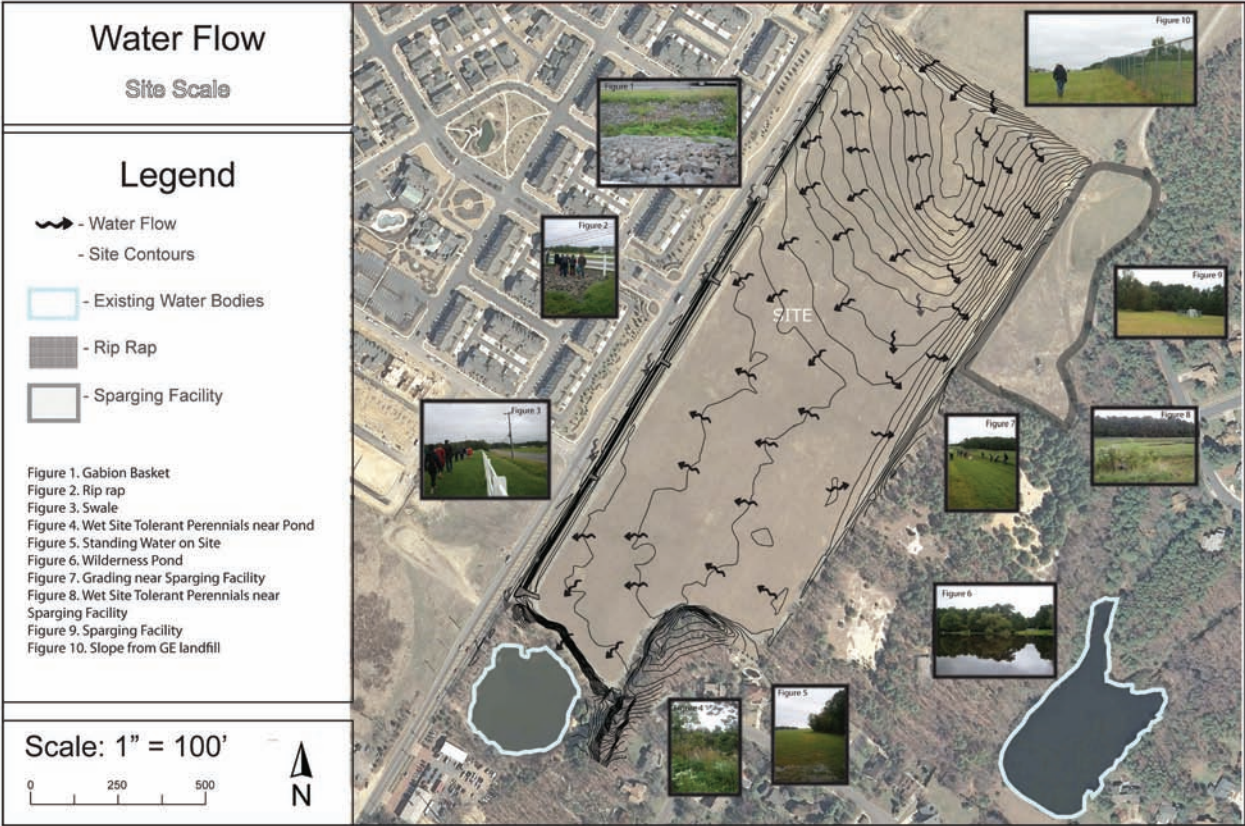 Water Flow
Site Scale
Legend
- Water Flow
- Site Contours
- Existing Water Bodies
- Rip Rap
- Sparging Facility
Figure 1. Gabion Basket
Figure 2. Rip rap
Figure 3. Swale
Figure 4. Wet Site Tolerant Perennials near Pond
Figure 5. Standing Water on Site
Figure 6. Wilderness Pond
Figure 7. Grading near Sparging Facility
Figure 8. Wet Site Tolerant Perennials near
Sparging Facility
Figure 9. Sparging Facility
Figure 10. Slope from GE landfill
Scale: 1" = 100'
0 250 500
N
Figure 10
Figure 1
Figure 2
Figure 9
SITE
Figure 3
Figure 8
Figure 7
Figure 6
Figure 5
Figure 4